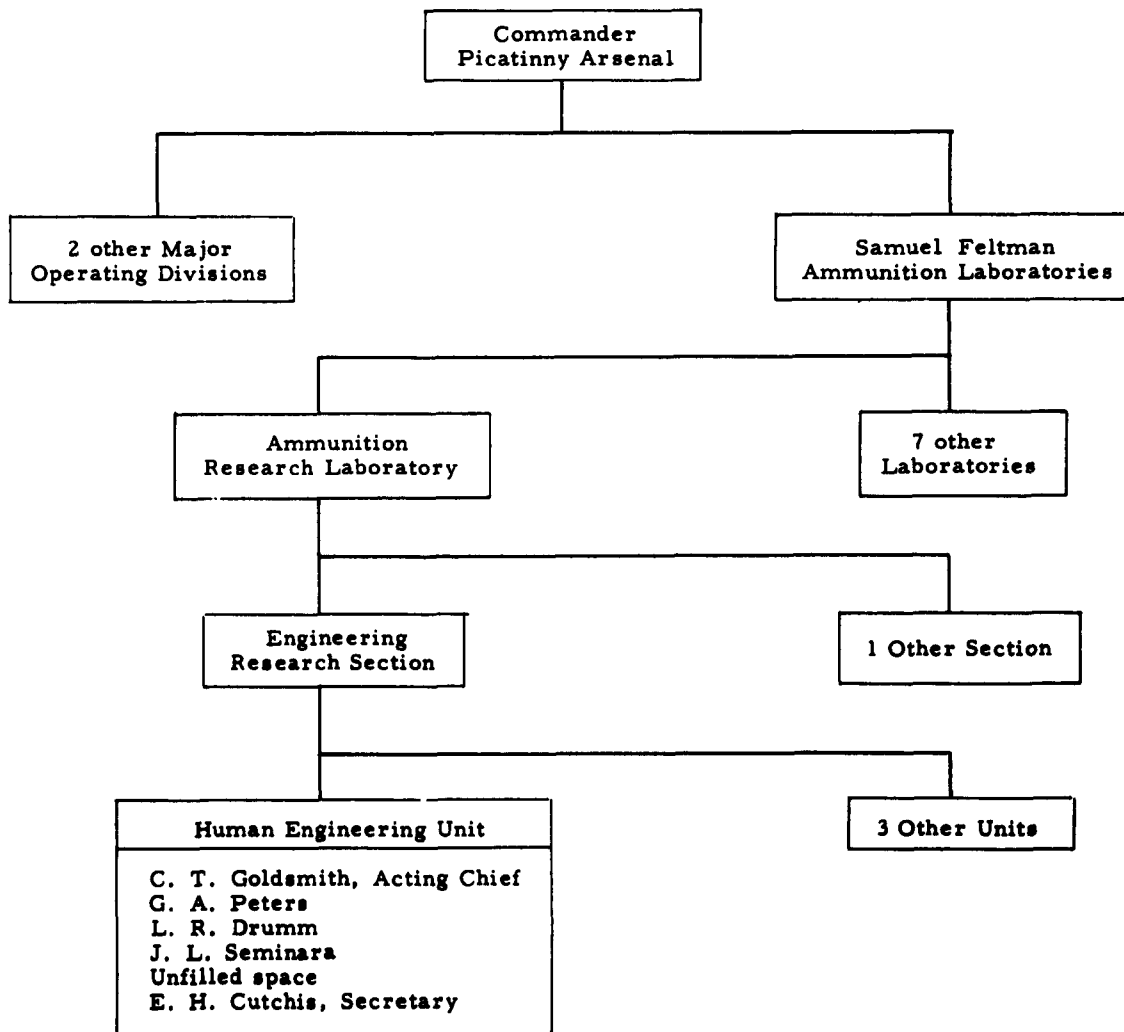 Commander
Picatinny Arsenal
2 other Major
Operating Divisions
Samuel Feltman
Ammunition Laboratories
Ammunition
Research Laboratory
7 other
Laboratories
Engineering
Research Section
1 Other Section
Human Engineering Unit
C. T. Goldsmith, Acting Chief
G. A. Peters
L. R. Drumm
J. L. Seminara
Unfilled space
E. H. Cutchis, Secretary
3 Other Units